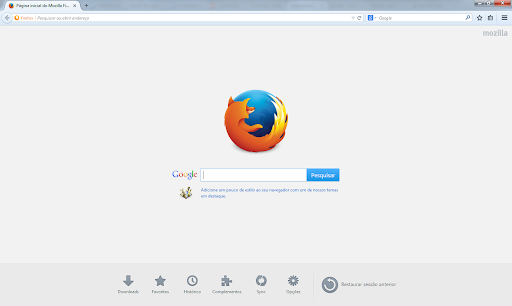 Página inicial do Mozilla Fi...
Firefox
Pesquisar ou abrir endereço
Google
mozilla
Google
Pesquisar
Adicione um pouco de estilo ao seu navegador com um de nossos temas
em destaque.
Downloads
Favoritos
Histórico
Complementos
Sync
Opções
Restaurar sessão anterior